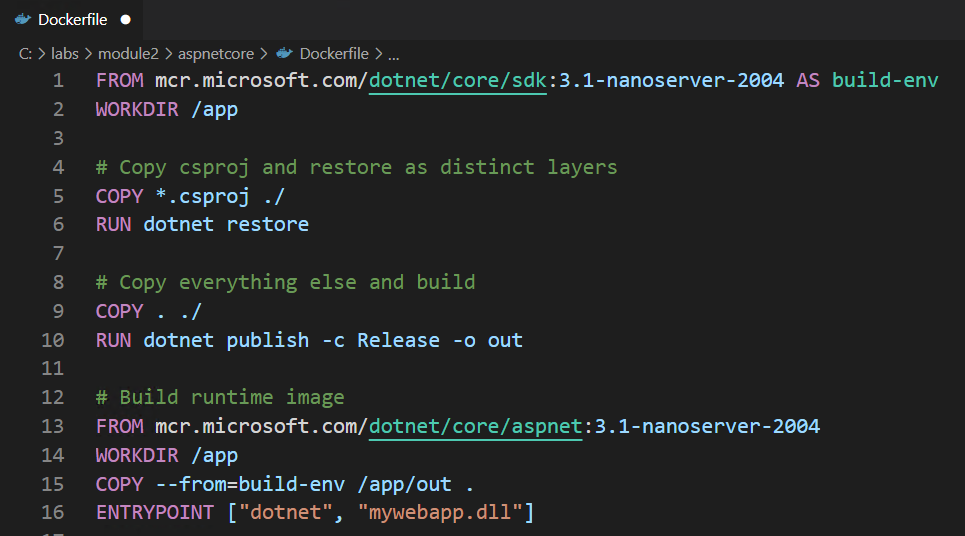 Dockerfile ●
C: > labs > module2 > aspnetcore > Dockerfile > ...
1 FROM mcr.microsoft.com/dotnet/core/sdk:3.1-nanoserver-2004 AS build-env
2 WORKDIR /app
3
4 # Copy csproj and restore as distinct layers
5 COPY *.csproj ./
6 RUN dotnet restore
7
8 # Copy everything else and build
9 COPY . ./
10 RUN dotnet publish -c Release -o out
11
12 # Build runtime image
13 FROM mcr.microsoft.com/dotnet/core/aspnet:3.1-nanoserver-2004
14 WORKDIR /app
15 COPY --from=build-env /app/out .
16 ENTRYPOINT ["dotnet", "mywebapp.dll"]